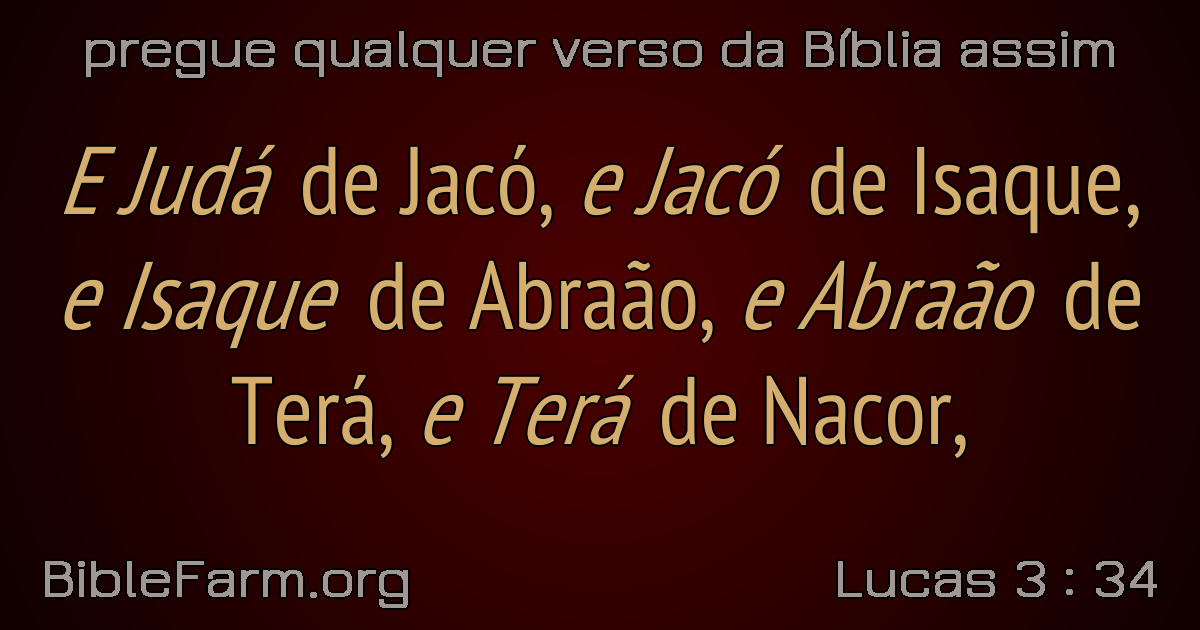 pregue qualquer verso da Bíblia assim
E Judá de Jacó, e Jacó de Isaque,
e Isaque de Abraão, e Abraão de
Terá, e Terá de Nacor,
BibleFarm.org
Lucas 3 : 34